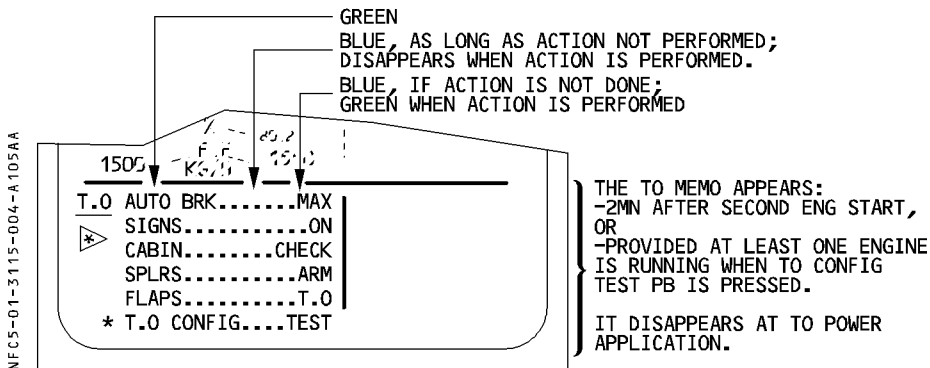 GREEN
BLUE, AS LONG AS ACTION NOT PERFORMED;
DISAPPEARS WHEN ACTION IS PERFORMED.
BLUE, IF ACTION IS NOT DONE;
GREEN WHEN ACTION IS PERFORMED
NFC5-01-3115-004-A105AA
T.O AUTO BRK.......MAX
SIGNS...........ON
* CABIN........CHECK
SPLRS..........ARM
FLAPS..........T.O
* T.O CONFIG....TEST
THE TO MEMO APPEARS:
-2MN AFTER SECOND ENG START,
OR
-PROVIDED AT LEAST ONE ENGINE
IS RUNNING WHEN TO CONFIG
TEST PB IS PRESSED.
IT DISAPPEARS AT TO POWER
APPLICATION.